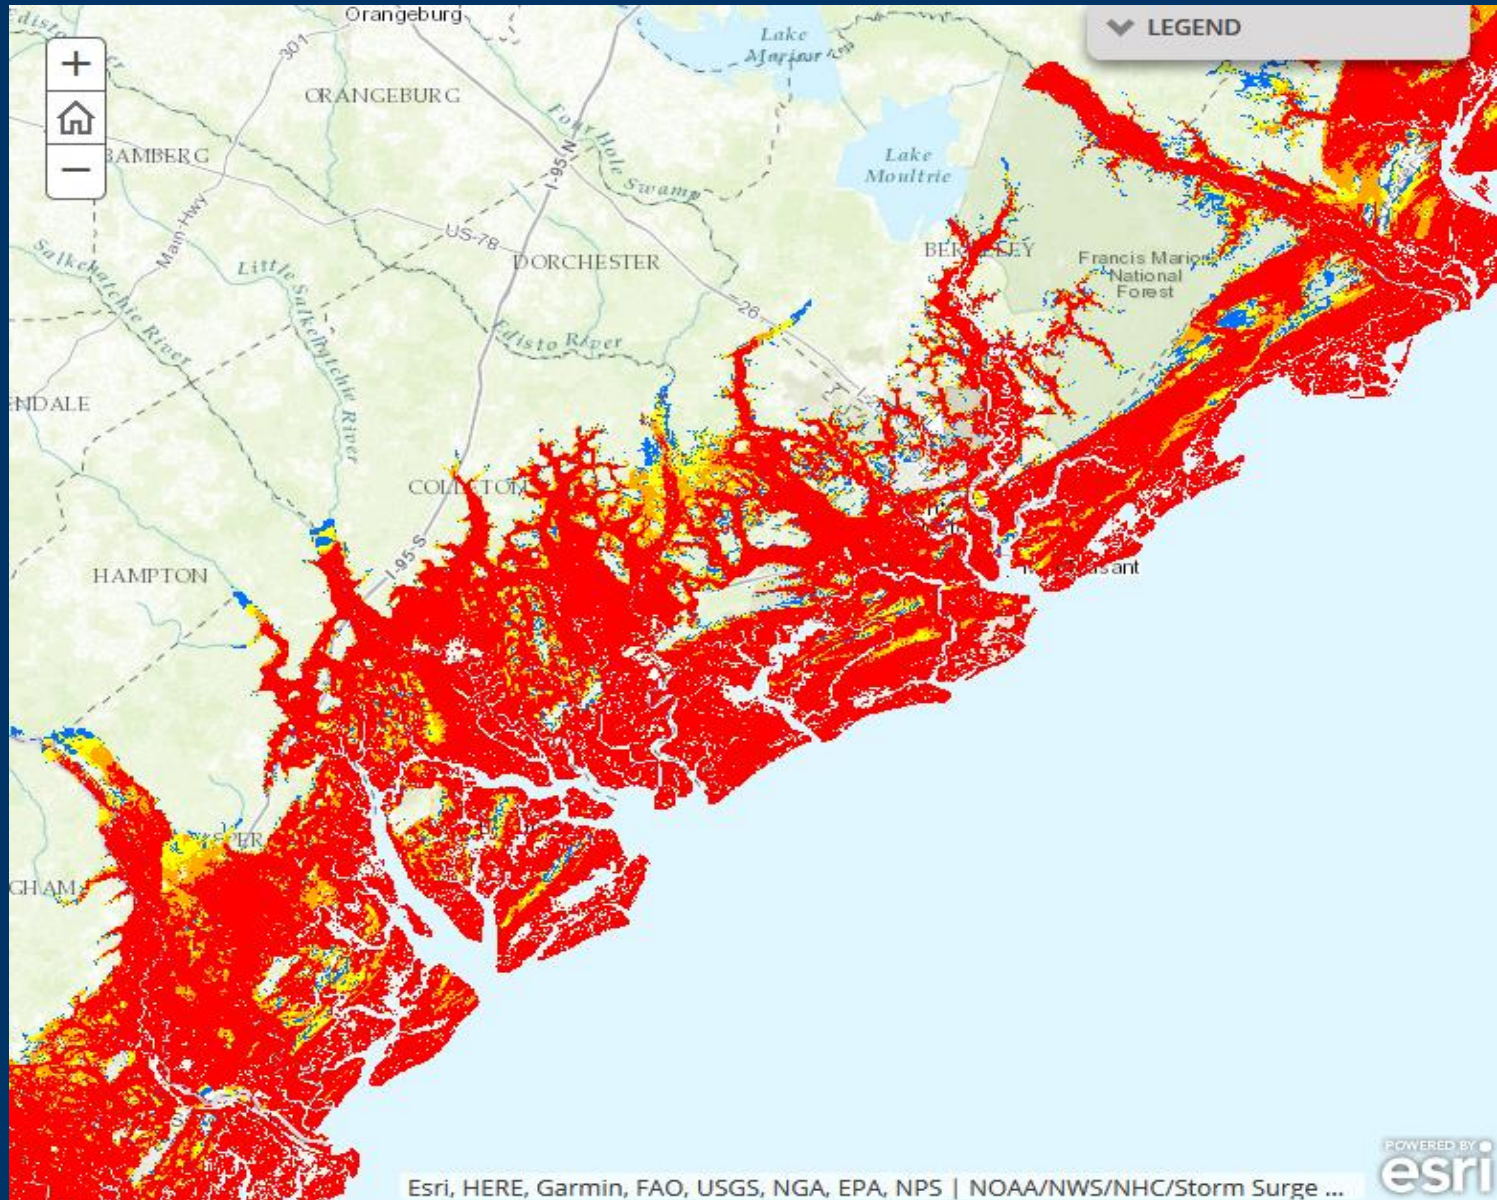 Orangeburg
Lake
LEGEND
301
ORANGEBURG
Four Hole Swamp
Lake
Moultrie
BAMBERG
I-95-N
Main Hwy
US-78
DORCHESTER
Francis Marion
National
Forest
Salkehatchie River
Little Salkehatchie River
26
Edisto River
COLLETON
I-95-S
HAMPTON
Esri, HERE, Garmin, FAO, USGS, NGA, EPA, NPS | NOAA/NWS/NHC/Storm Surge ...
POWERED BY
esri